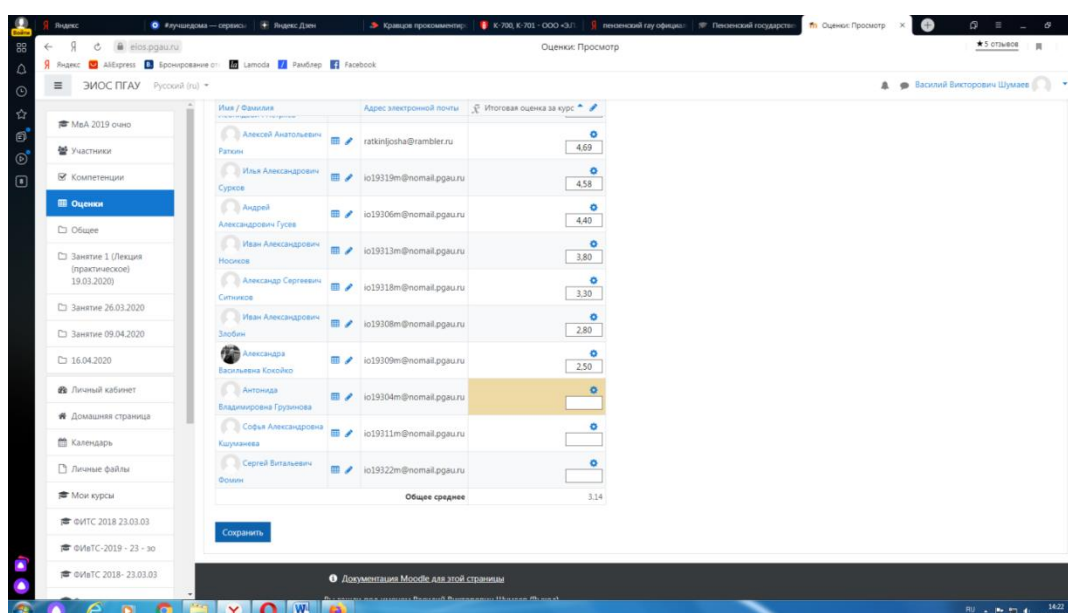 Яндекс
#лучшедома — сервисы
Яндекс.Дзен
Кравцов прокомментиро
К-700, К-701 - ООО «З/
пензенский гау официал
Пензенский государстве
Оценки: Просмотр
Войти
eios.pgau.ru
Оценки: Просмотр
★5 отзывов
Яндекс
AliExpress
Бронирование от
Lamoda
Рамблер
Facebook
ЭИОС ПГАУ
Русский (ru)
Василий Викторович Шумаев
МвА 2019 очно
Участники
Компетенции
Оценки
Общее
Занятие 1 (Лекция
(практическое)
19.03.2020)
Занятие 26.03.2020
Занятие 09.04.2020
16.04.2020
Личный кабинет
Домашняя страница
Календарь
Личные файлы
Мои курсы
ФИТС 2018 23.03.03
ФИвТС-2019 - 23 - зо
ФИвТС 2018- 23.03.03
Имя / Фамилия
Адрес электронной почты
Итоговая оценка за курс
Алексей Анатольевич
Раткин
ratkinljosha@rambler.ru
4,69
Илья Александрович
Сурков
io19319m@nomail.pgau.ru
4,58
Андрей
Александрович Гусев
io19306m@nomail.pgau.ru
4,40
Иван Александрович
Носиков
io19313m@nomail.pgau.ru
3,80
Александр Сергеевич
Ситников
io19318m@nomail.pgau.ru
3,30
Иван Александрович
Злобин
io19308m@nomail.pgau.ru
2,80
Александра
Васильевна Кокойко
io19309m@nomail.pgau.ru
2,50
Антонида
Владимировна Грузинова
io19304m@nomail.pgau.ru
Софья Александровна
Кшуманева
io19311m@nomail.pgau.ru
Сергей Витальевич
Фомин
io19322m@nomail.pgau.ru
Общее среднее
3,14
Сохранить
Документация Moodle для этой страницы
RU
14:22